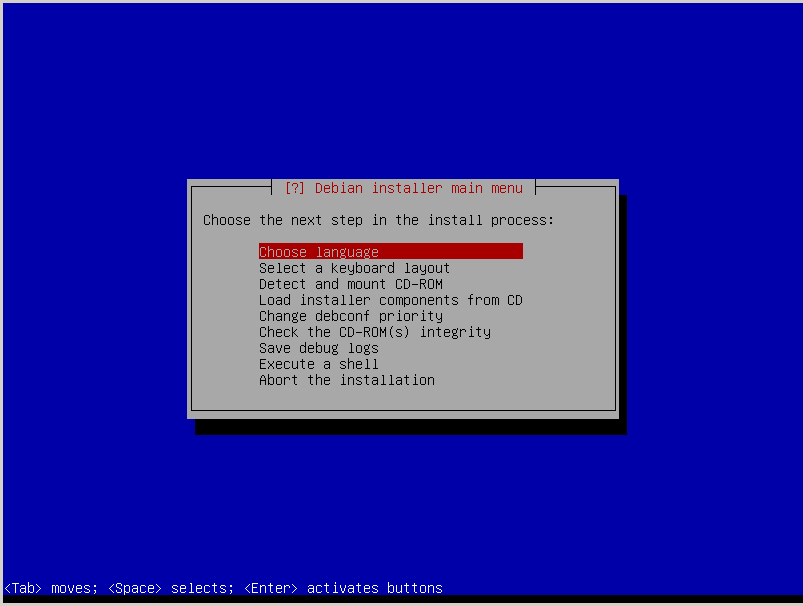 [?] Debian installer main menu
Choose the next step in the install process:
Choose language
Select a keyboard layout
Detect and mount CD-ROM
Load installer components from CD
Change debconf priority
Check the CD-ROM(s) integrity
Save debug logs
Execute a shell
Abort the installation
<Tab> moves; <Space> selects; <Enter> activates buttons